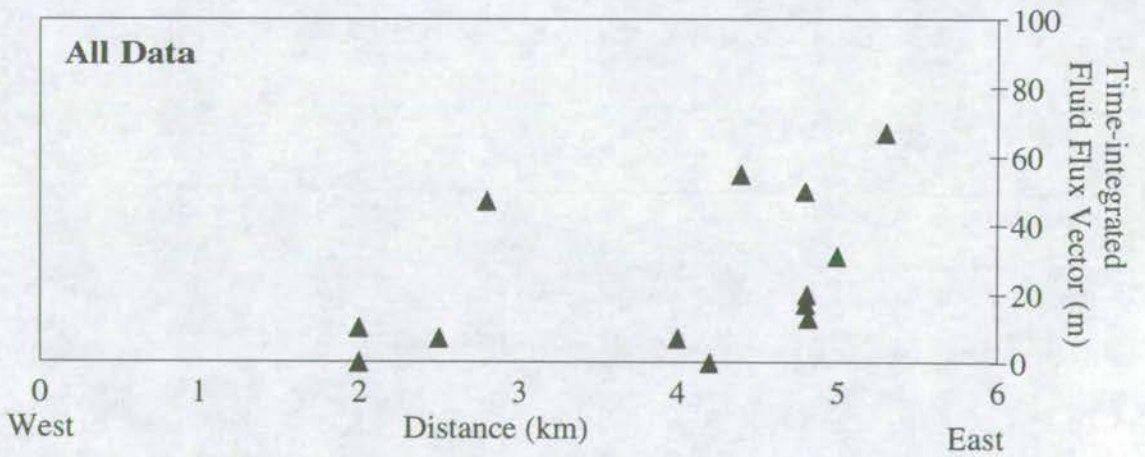 All Data
100
80
60
40
20
0
Time-integrated
Fluid Flux Vector (m)
0 1 2 3 4 5 6
West Distance (km) East